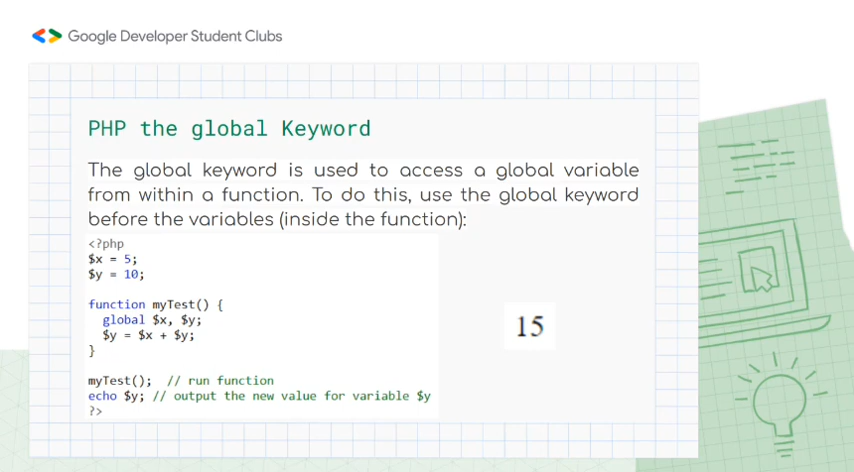 Google Developer Student Clubs
PHP the global Keyword
The global keyword is used to access a global variable
from within a function. To do this, use the global keyword
before the variables (inside the function):
<?php
$x = 5;
$y = 10;
function myTest() {
  global $x, $y;
  $y = $x + $y;
}
myTest();  // run function
echo $y; // output the new value for variable $y
?>
15